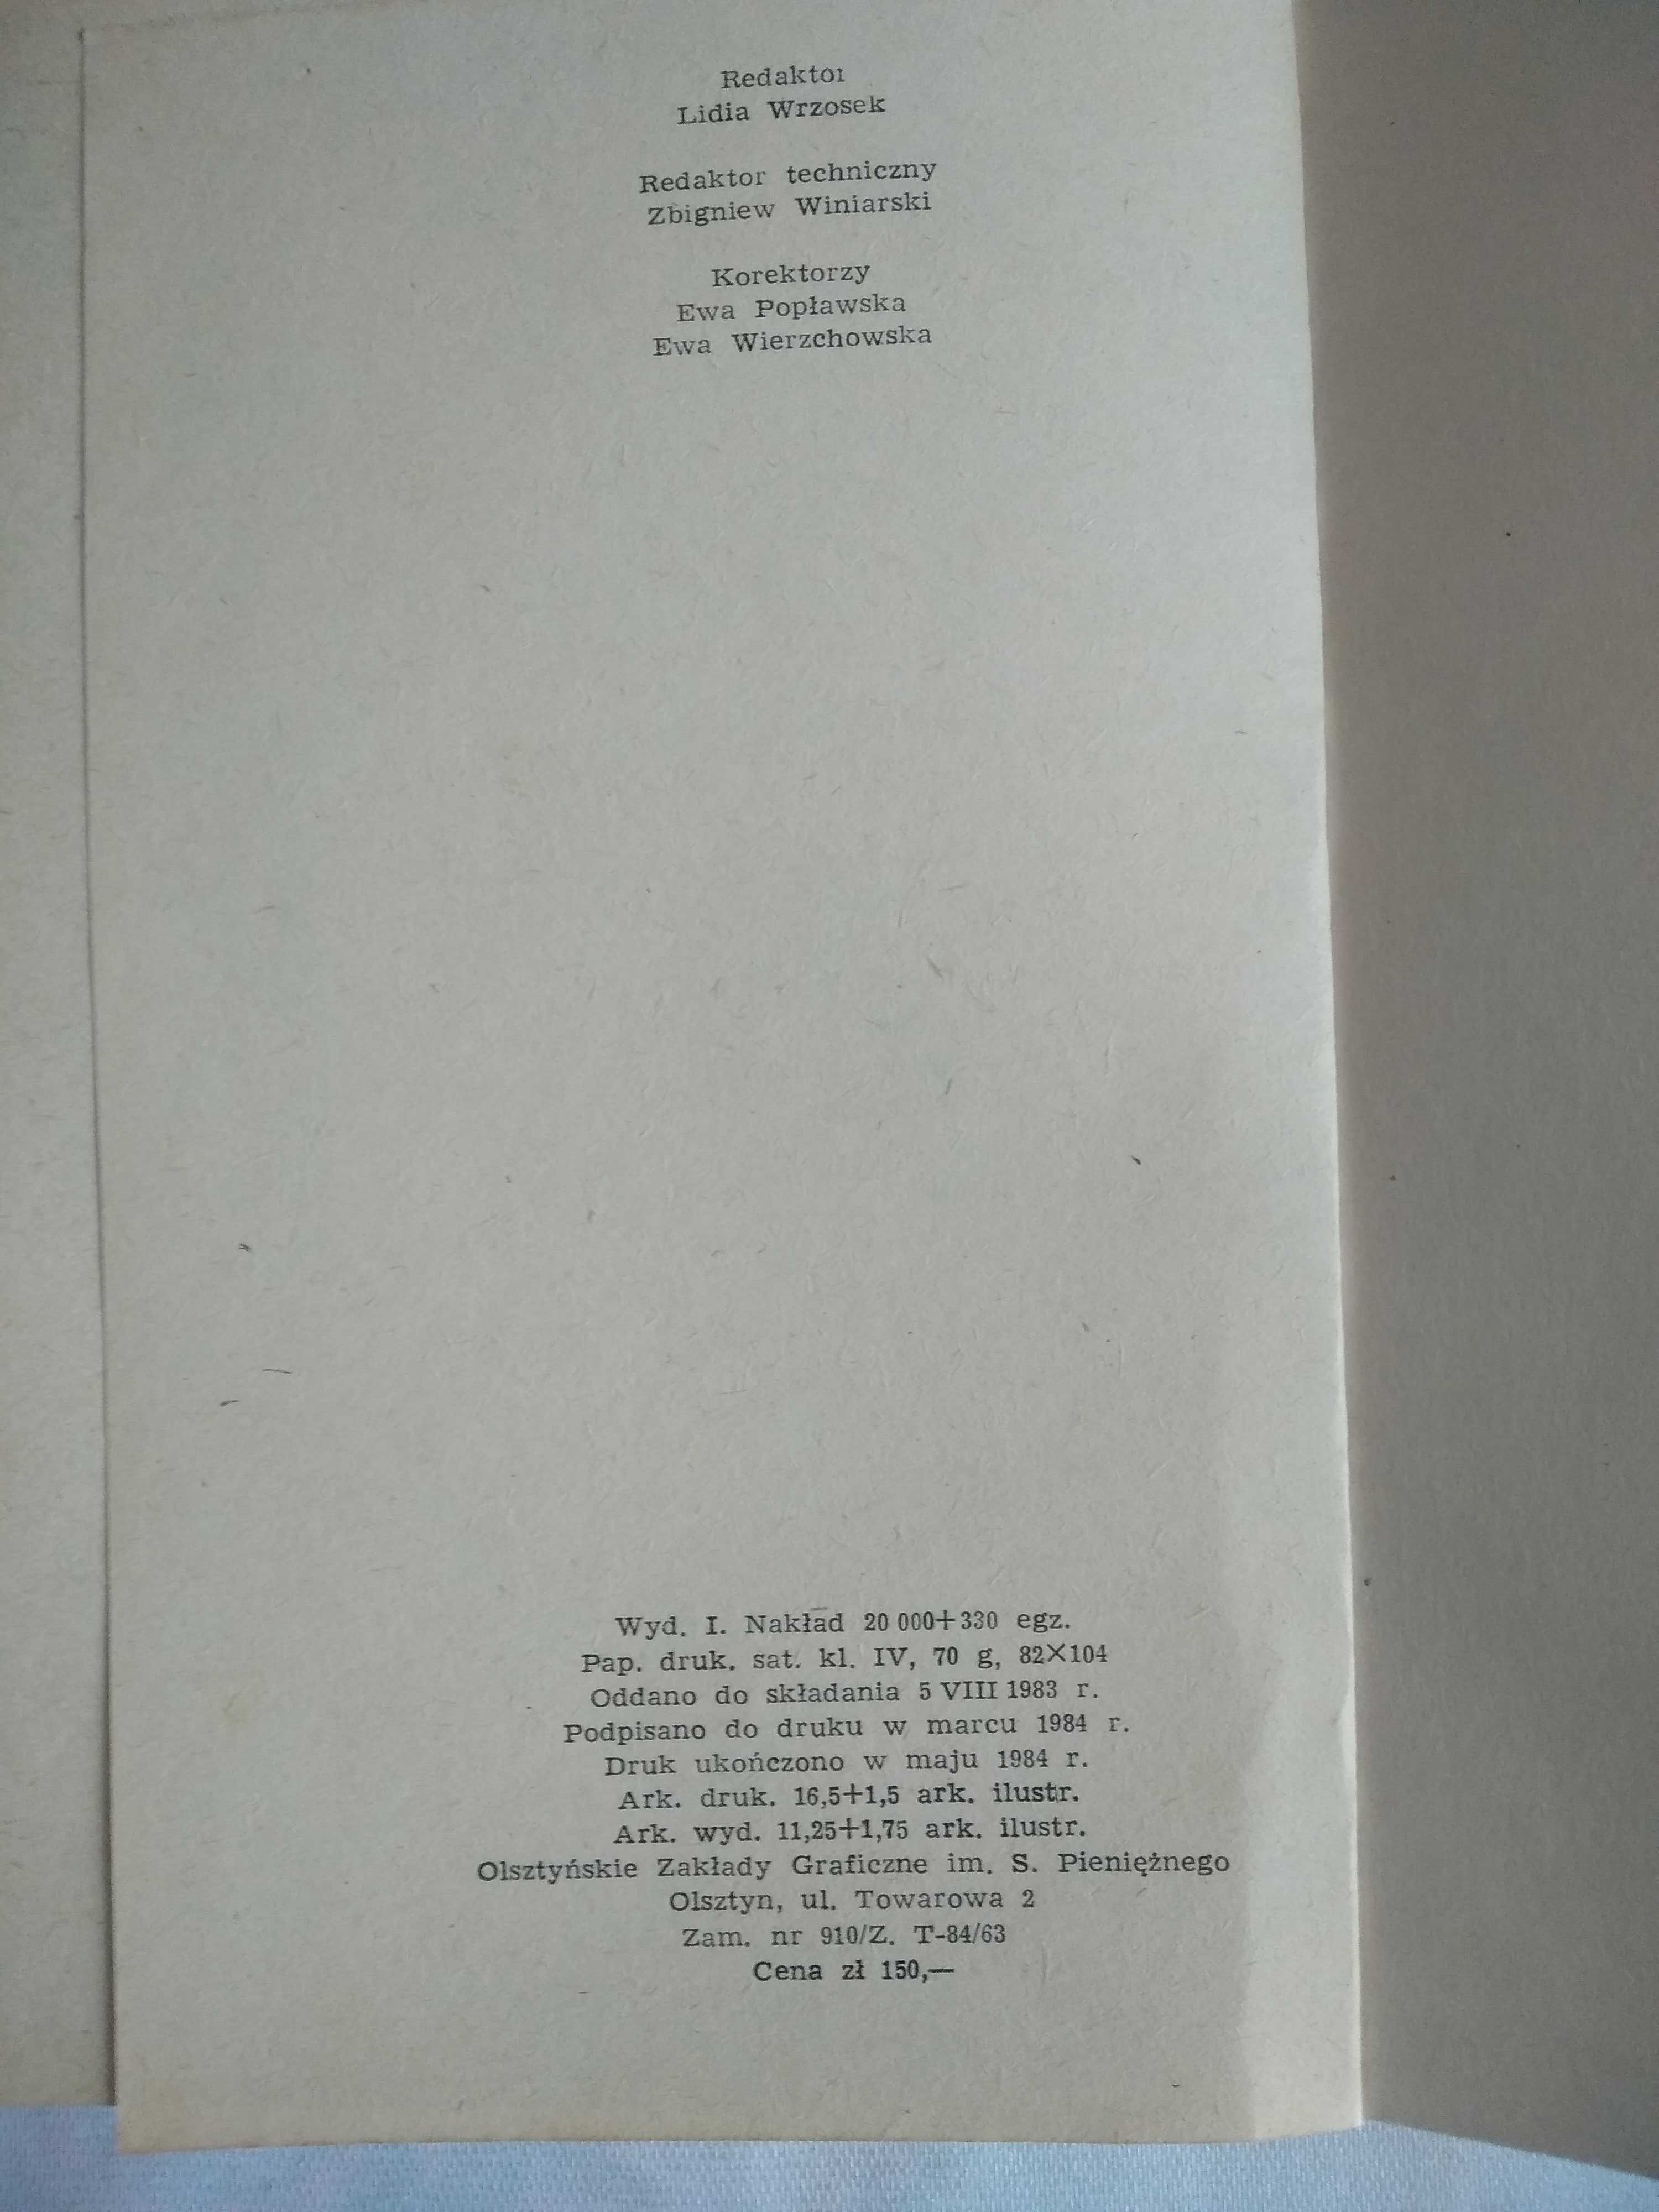 Redaktor
Lidia Wrzosek
Redaktor techniczny
Zbigniew Winiarski
Korektorzy
Ewa Popławska
Ewa Wierzchowska
Wyd. I. Nakład 20 000+330 egz.
Pap. druk. sat. kl. IV, 70 g, 82×104
Oddano do składania 5 VIII 1983 r.
Podpisano do druku w marcu 1984 r.
Druk ukończono w maju 1984 r.
Ark. druk. 16,5+1,5 ark. ilustr.
Ark. wyd. 11,25+1,75 ark. ilustr.
Olsztyńskie Zakłady Graficzne im. S. Pieniężnego
Olsztyn, ul. Towarowa 2
Zam. nr 910/Z. T-84/63
Cena zł 150,—